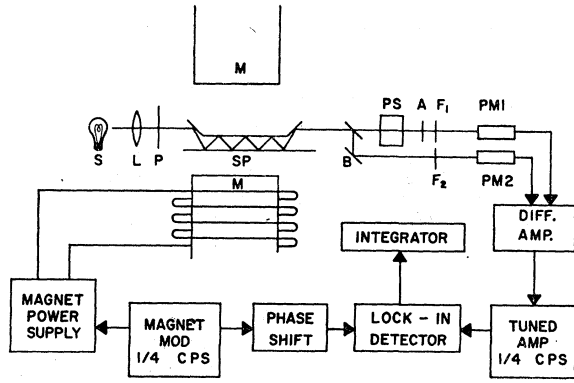 M
PS A F1 PM1
S L P SP B F2 PM2
M
DIFF.
AMP.
INTEGRATOR
MAGNET
POWER
SUPPLY
MAGNET
MOD
1/4 CPS
PHASE
SHIFT
LOCK-IN
DETECTOR
TUNED
AMP
1/4 CPS